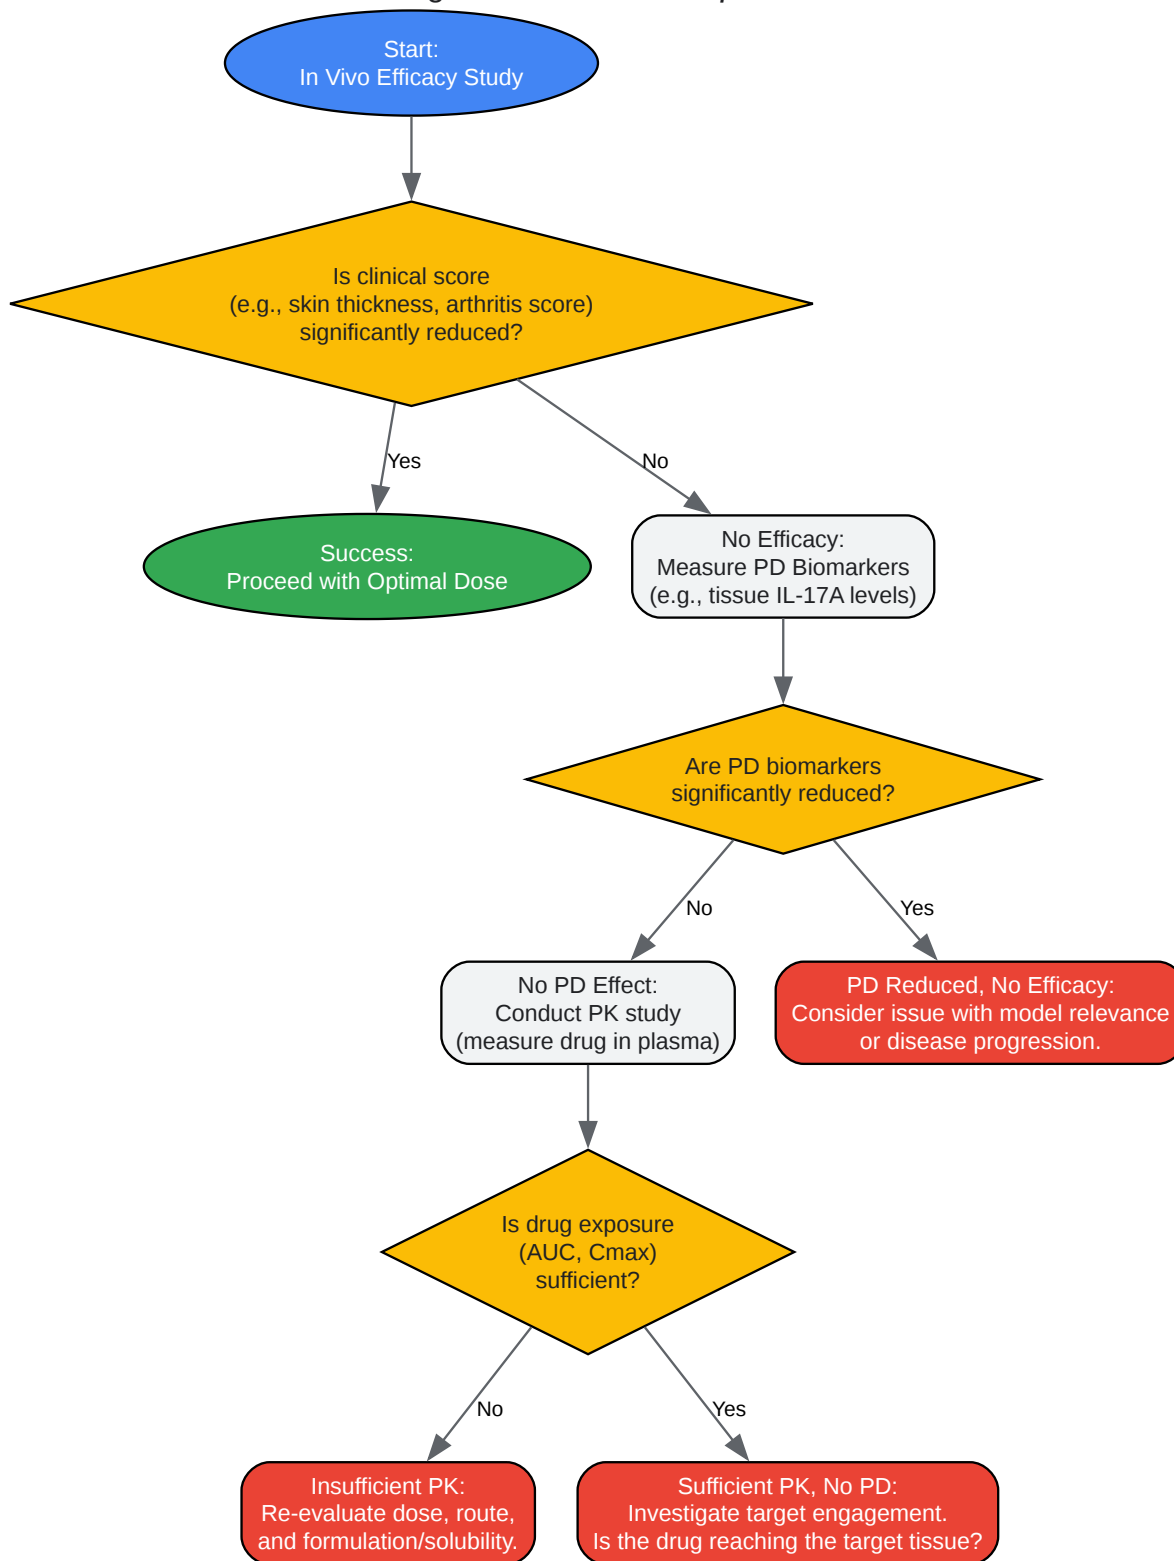 Start:
In Vivo Efficacy Study
Is clinical score
(e.g., skin thickness, arthritis score)
significantly reduced?
Yes
No
Success:
Proceed with Optimal Dose
No Efficacy:
Measure PD Biomarkers
(e.g., tissue IL-17A levels)
Are PD biomarkers
significantly reduced?
No
Yes
No PD Effect:
Conduct PK study
(measure drug in plasma)
PD Reduced, No Efficacy:
Consider issue with model relevance
or disease progression.
Is drug exposure
(AUC, Cmax)
sufficient?
No
Yes
Insufficient PK:
Re-evaluate dose, route,
and formulation/solubility.
Sufficient PK, No PD:
Investigate target engagement.
Is the drug reaching the target tissue?